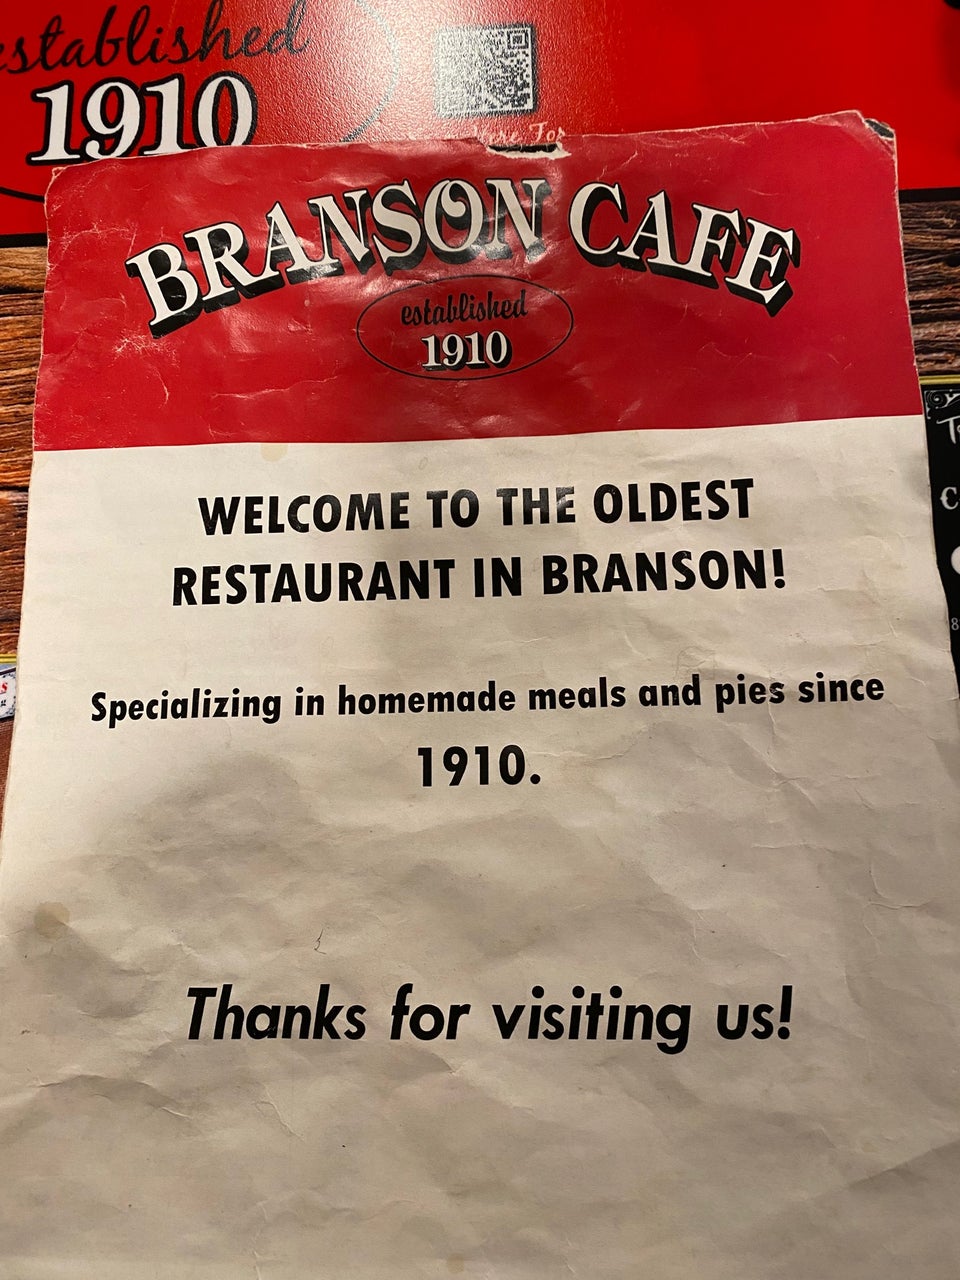 established
1910
BRANSON CAFE
established
1910
WELCOME TO THE OLDEST
RESTAURANT IN BRANSON!
Specializing in homemade meals and pies since
1910.
Thanks for visiting us!